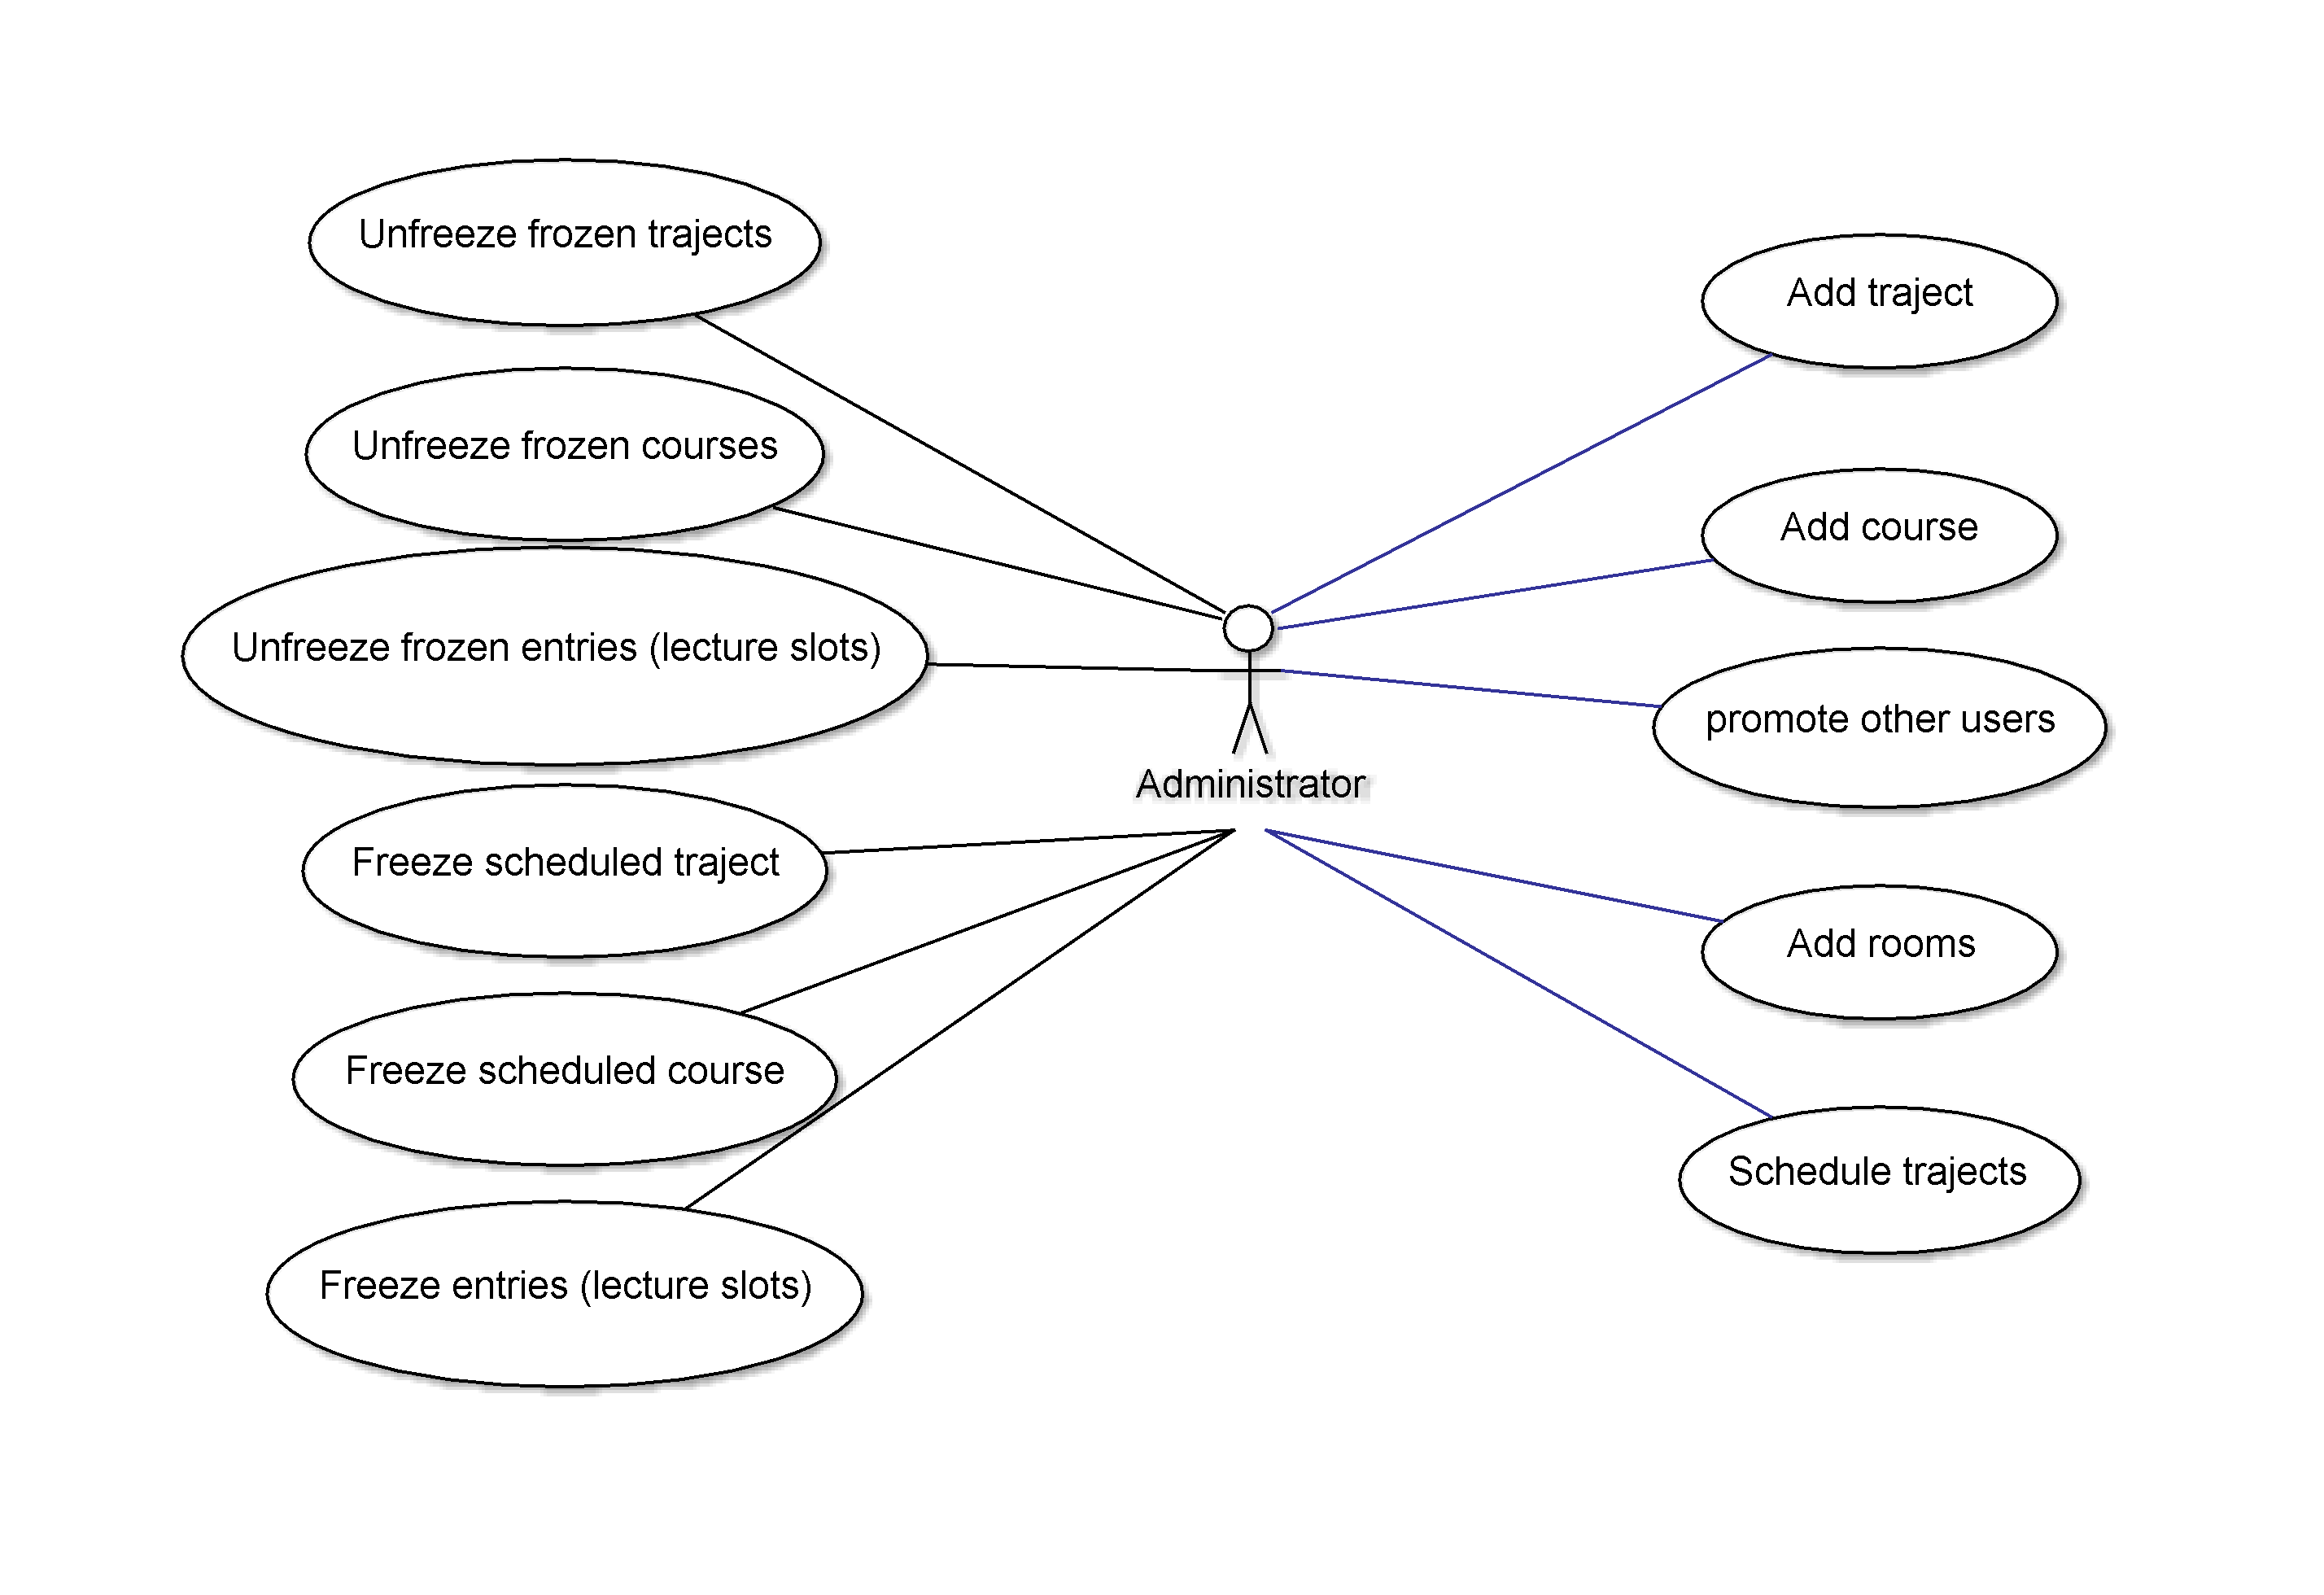 Unfreeze frozen trajects
Unfreeze frozen courses
Unfreeze frozen entries (lecture slots)
Freeze scheduled traject
Freeze scheduled course
Freeze entries (lecture slots)
Administrator
Add traject
Add course
promote other users
Add rooms
Schedule trajects